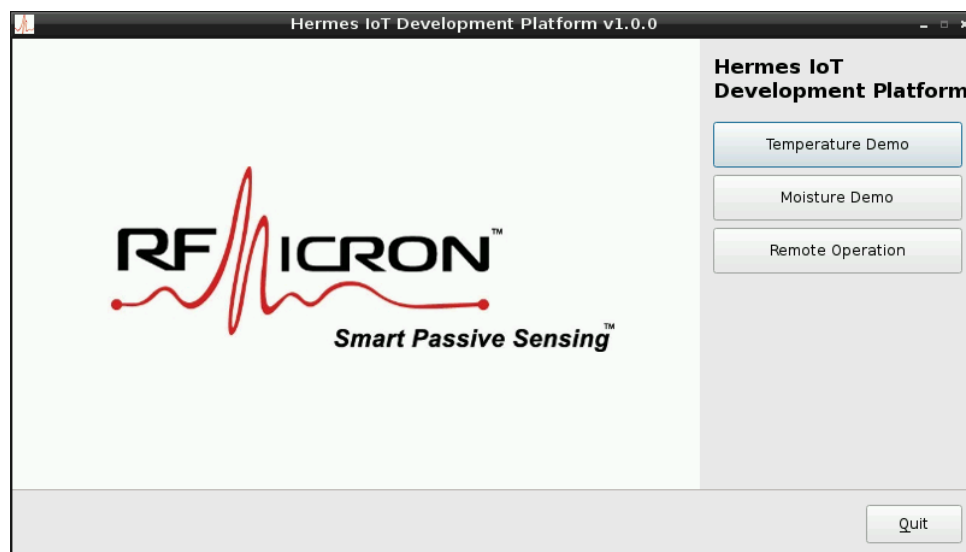 Hermes IoT Development Platform v1.0.0
RFMICRON™
Smart Passive Sensing™
Hermes IoT
Development Platform
Temperature Demo
Moisture Demo
Remote Operation
Quit